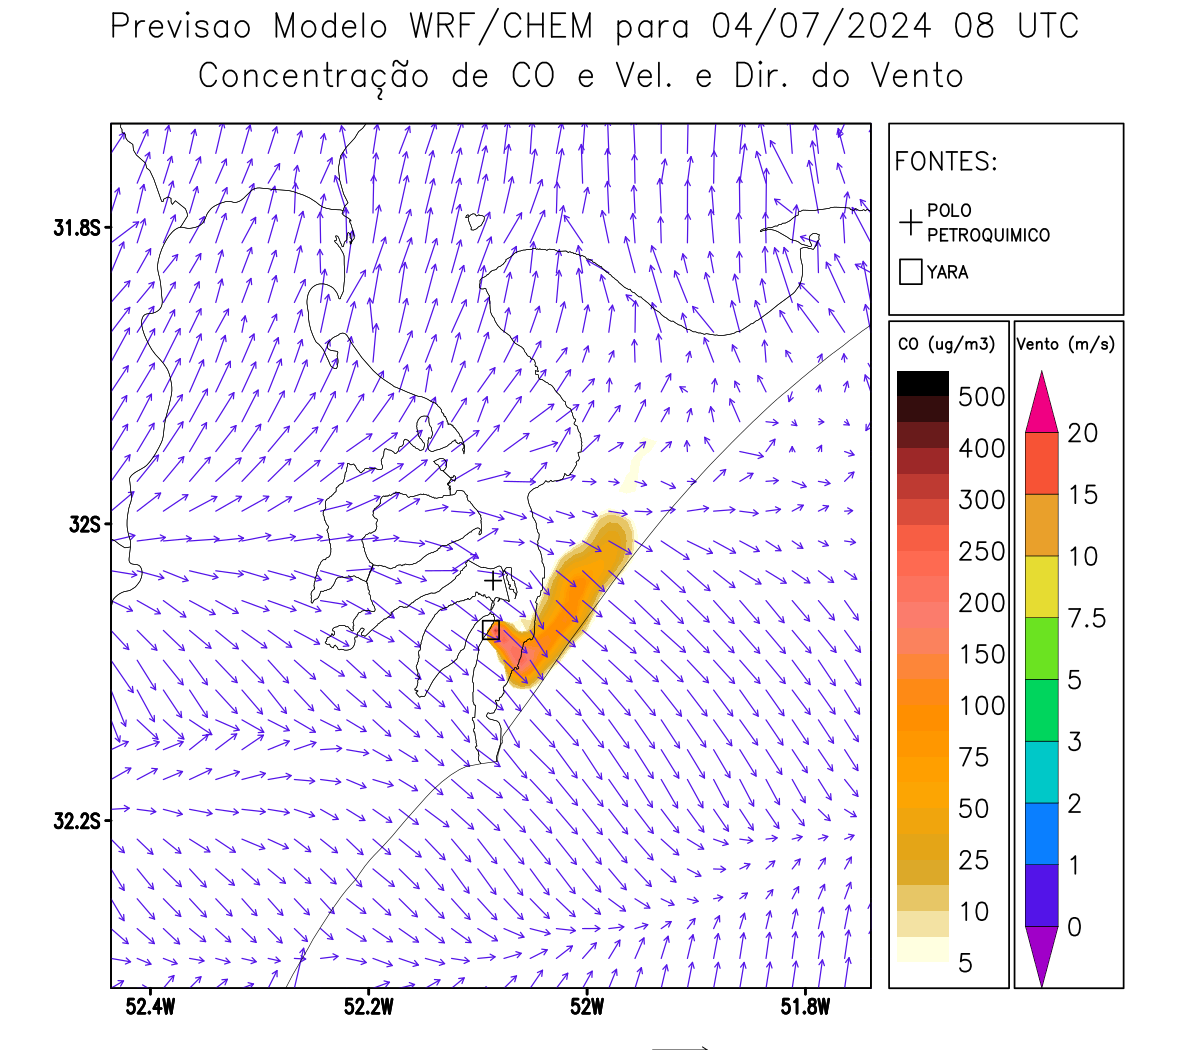 Previsao Modelo WRF/CHEM para 04/07/2024 08 UTC
Concentração de CO e Vel. e Dir. do Vento
FONTES:
POLO
PETROQUIMICO
YARA
31.8S
32S
32.2S
52.4W
52.2W
52W
51.8W
CO (ug/m3)
500
400
300
250
200
150
100
75
50
25
10
5
Vento (m/s)
20
15
10
7.5
5
3
2
1
0